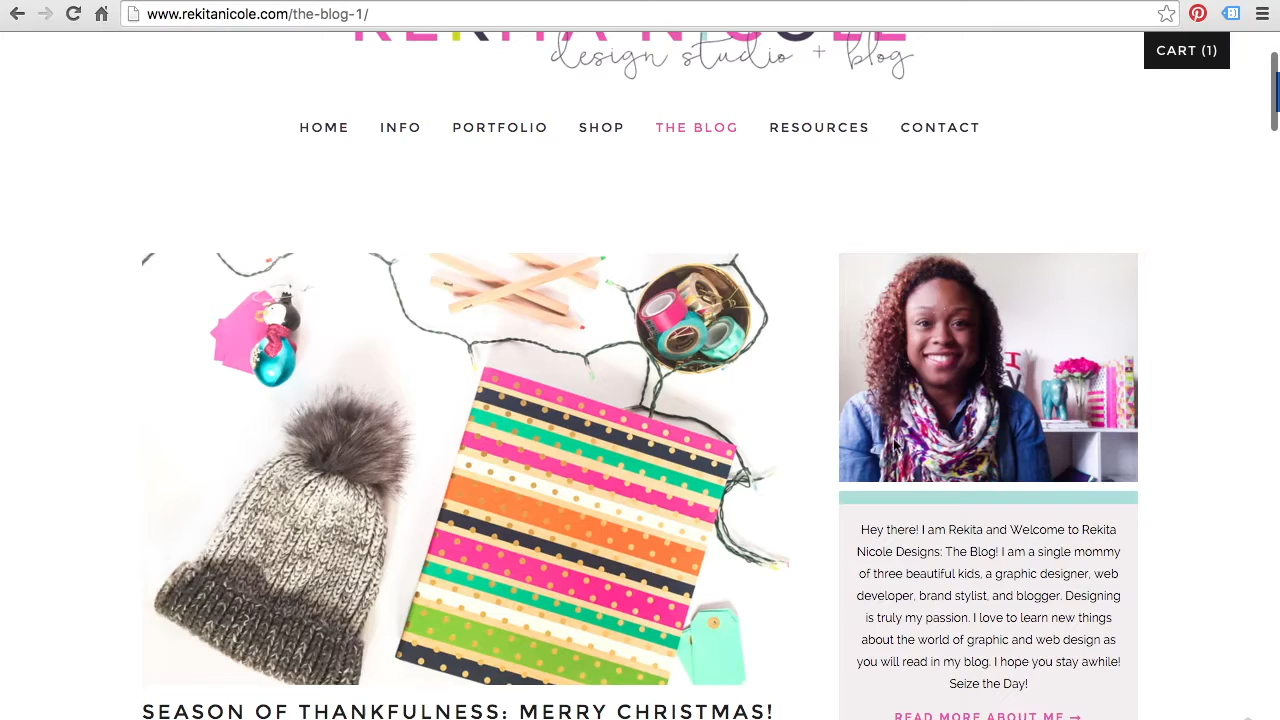 www.rekitanicole.com/the-blog-1/
REKITA NICOLE
design studio + blog
CART (1)
HOME INFO PORTFOLIO SHOP THE BLOG RESOURCES CONTACT
Hey there! I am Rekita and Welcome to Rekita
Nicole Designs: The Blog! I am a single mommy
of three beautiful kids, a graphic designer, web
developer, brand stylist, and blogger. Designing
is truly my passion. I love to learn new things
about the world of graphic and web design as
you will read in my blog. I hope you stay awhile!
Seize the Day!
READ MORE ABOUT ME →
SEASON OF THANKFULNESS: MERRY CHRISTMAS!